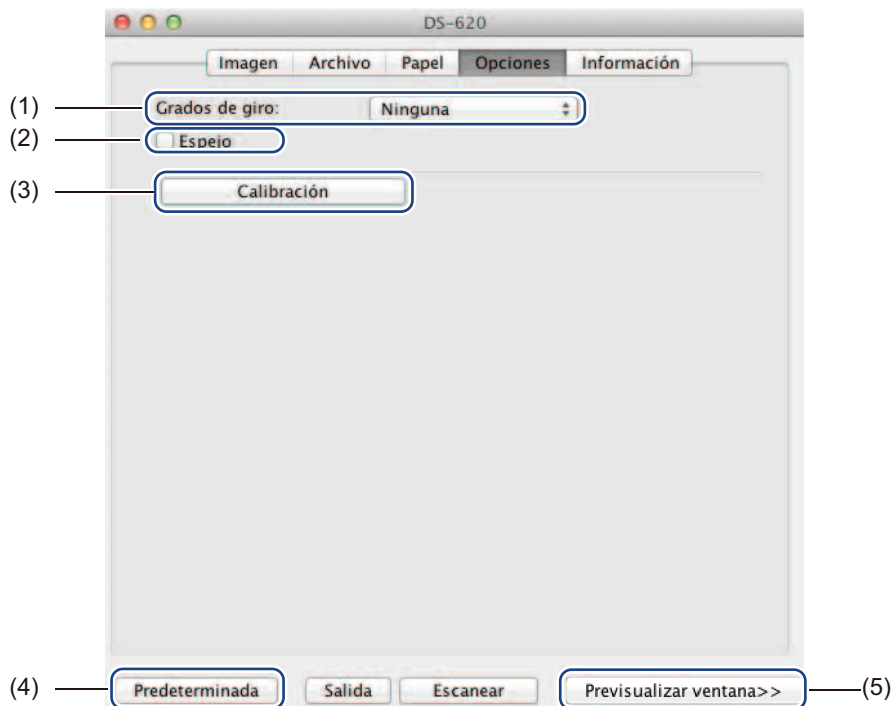 DS-620
Imagen Archivo Papel Opciones Información
(1) Grados de giro: Ninguna
(2) Espejo
(3) Calibración
(4) Predeterminada Salida Escanear Previsualizar ventana>> (5)